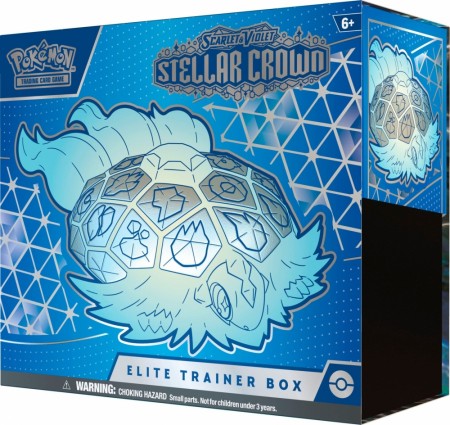 Pokémon
TRADING CARD GAME
6+
SCARLET & VIOLET
STELLAR CROWN
ELITE TRAINER BOX
WARNING: CHOKING HAZARD Small parts. Not for children under 3 years.